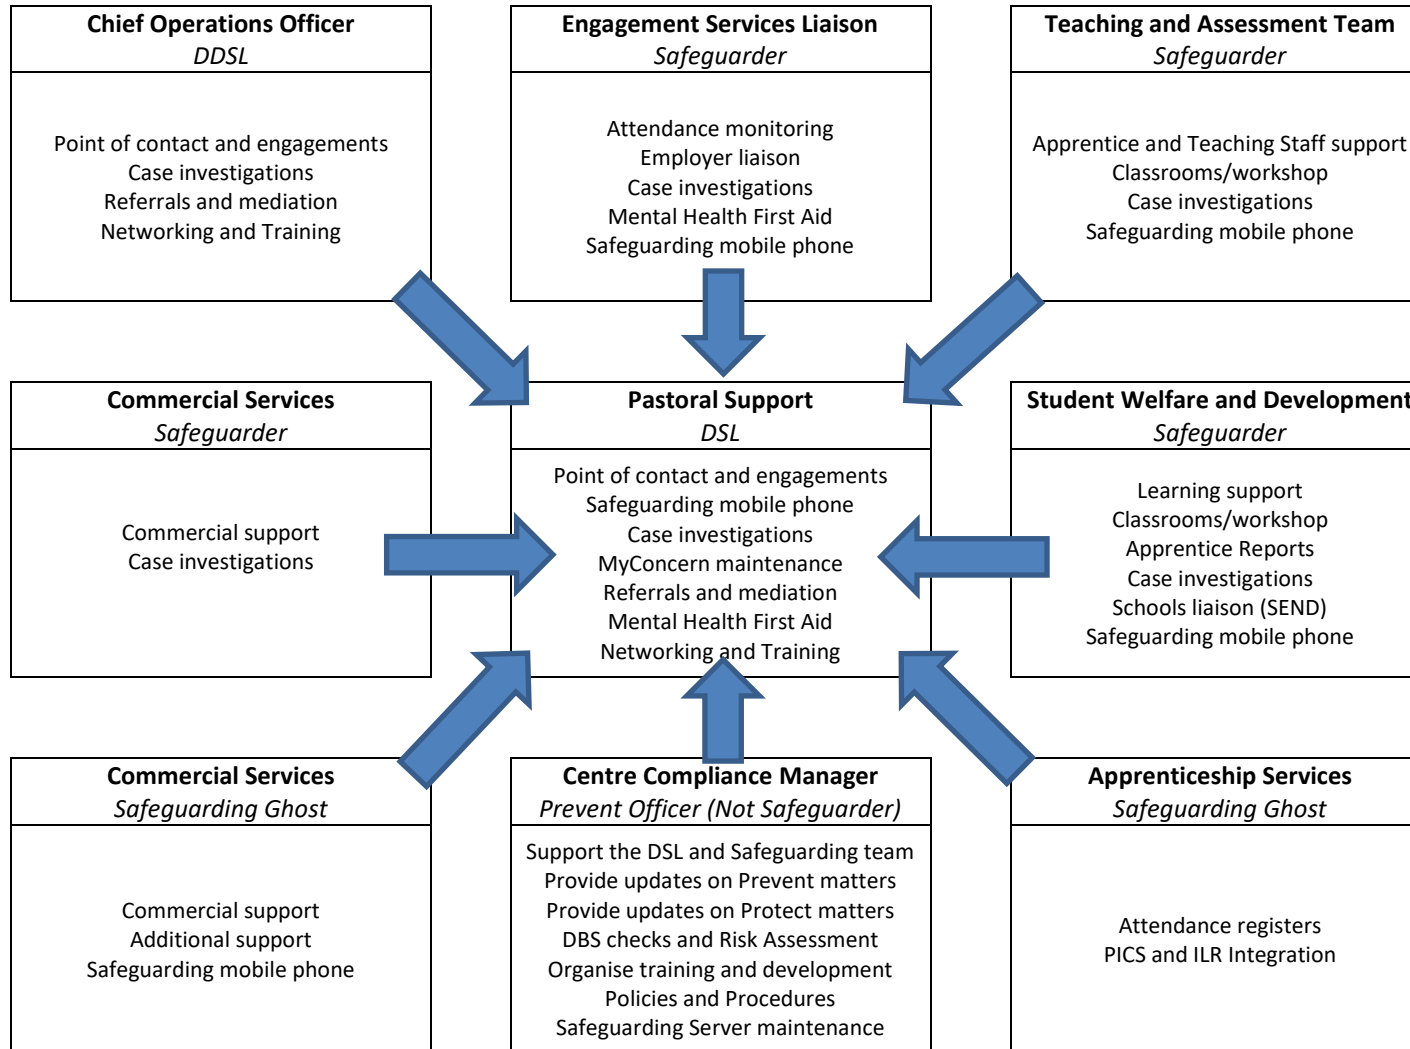 Chief Operations Officer
DDSL
Point of contact and engagements
Case investigations
Referrals and mediation
Networking and Training
Engagement Services Liaison
Safeguarder
Attendance monitoring
Employer liaison
Case investigations
Mental Health First Aid
Safeguarding mobile phone
Teaching and Assessment Team
Safeguarder
Apprentice and Teaching Staff support
Classrooms/workshop
Case investigations
Safeguarding mobile phone
Commercial Services
Safeguarder
Commercial support
Case investigations
Pastoral Support
DSL
Point of contact and engagements
Safeguarding mobile phone
Case investigations
MyConcern maintenance
Referrals and mediation
Mental Health First Aid
Networking and Training
Student Welfare and Development
Safeguarder
Learning support
Classrooms/workshop
Apprentice Reports
Case investigations
Schools liaison (SEND)
Safeguarding mobile phone
Commercial Services
Safeguarding Ghost
Commercial support
Additional support
Safeguarding mobile phone
Centre Compliance Manager
Prevent Officer (Not Safeguarder)
Support the DSL and Safeguarding team
Provide updates on Prevent matters
Provide updates on Protect matters
DBS checks and Risk Assessment
Organise training and development
Policies and Procedures
Safeguarding Server maintenance
Apprenticeship Services
Safeguarding Ghost
Attendance registers
PICS and ILR Integration